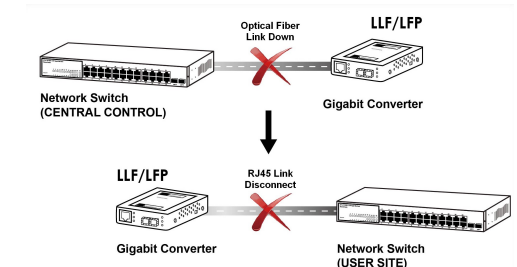 Optical Fiber
Link Down
LLF/LFP
Network Switch
(CENTRAL CONTROL)
Gigabit Converter
LLF/LFP
RJ45 Link
Disconnect
Gigabit Converter
Network Switch
(USER SITE)